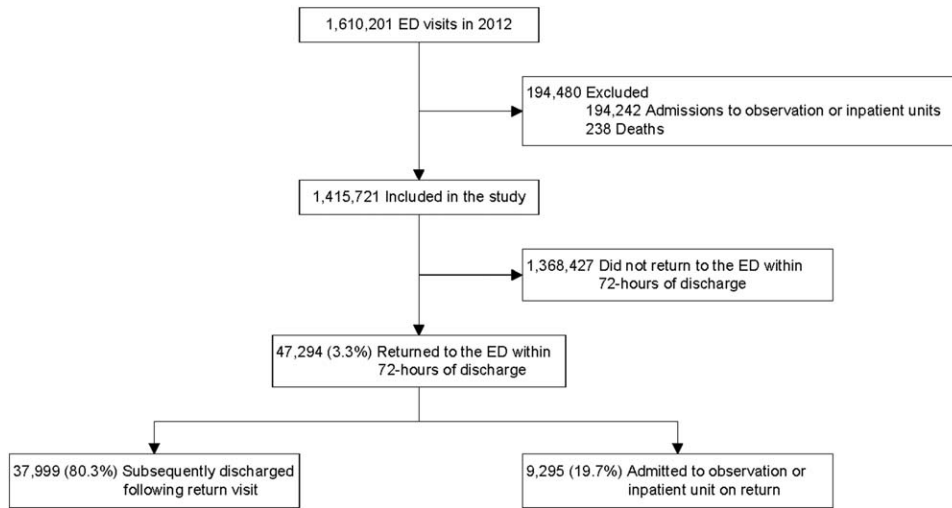 1,610,201 ED visits in 2012
194,480 Excluded
194,242 Admissions to observation or inpatient units
238 Deaths
1,415,721 Included in the study
1,368,427 Did not return to the ED within
72-hours of discharge
47,294 (3.3%) Returned to the ED within
72-hours of discharge
37,999 (80.3%) Subsequently discharged
following return visit
9,295 (19.7%) Admitted to observation or
inpatient unit on return